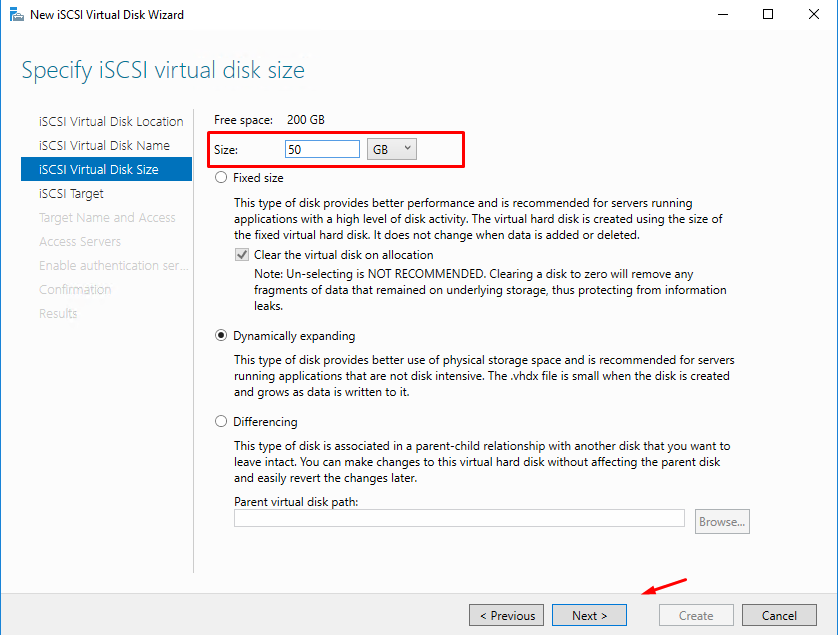 New iSCSI Virtual Disk Wizard
Specify iSCSI virtual disk size
iSCSI Virtual Disk Location
iSCSI Virtual Disk Name
iSCSI Virtual Disk Size
iSCSI Target
Target Name and Access
Access Servers
Enable authentication ser...
Confirmation
Results
Free space: 200 GB
Size: 50 GB
Fixed size
This type of disk provides better performance and is recommended for servers running
applications with a high level of disk activity. The virtual hard disk is created using the size of
the fixed virtual hard disk. It does not change when data is added or deleted.
Clear the virtual disk on allocation
Note: Un-selecting is NOT RECOMMENDED. Clearing a disk to zero will remove any
fragments of data that remained on underlying storage, thus protecting from information
leaks.
Dynamically expanding
This type of disk provides better use of physical storage space and is recommended for servers
running applications that are not disk intensive. The .vhdx file is small when the disk is created
and grows as data is written to it.
Differencing
This type of disk is associated in a parent-child relationship with another disk that you want to
leave intact. You can make changes to this virtual hard disk without affecting the parent disk
and easily revert the changes later.
Parent virtual disk path:
Browse...
< Previous Next > Create Cancel